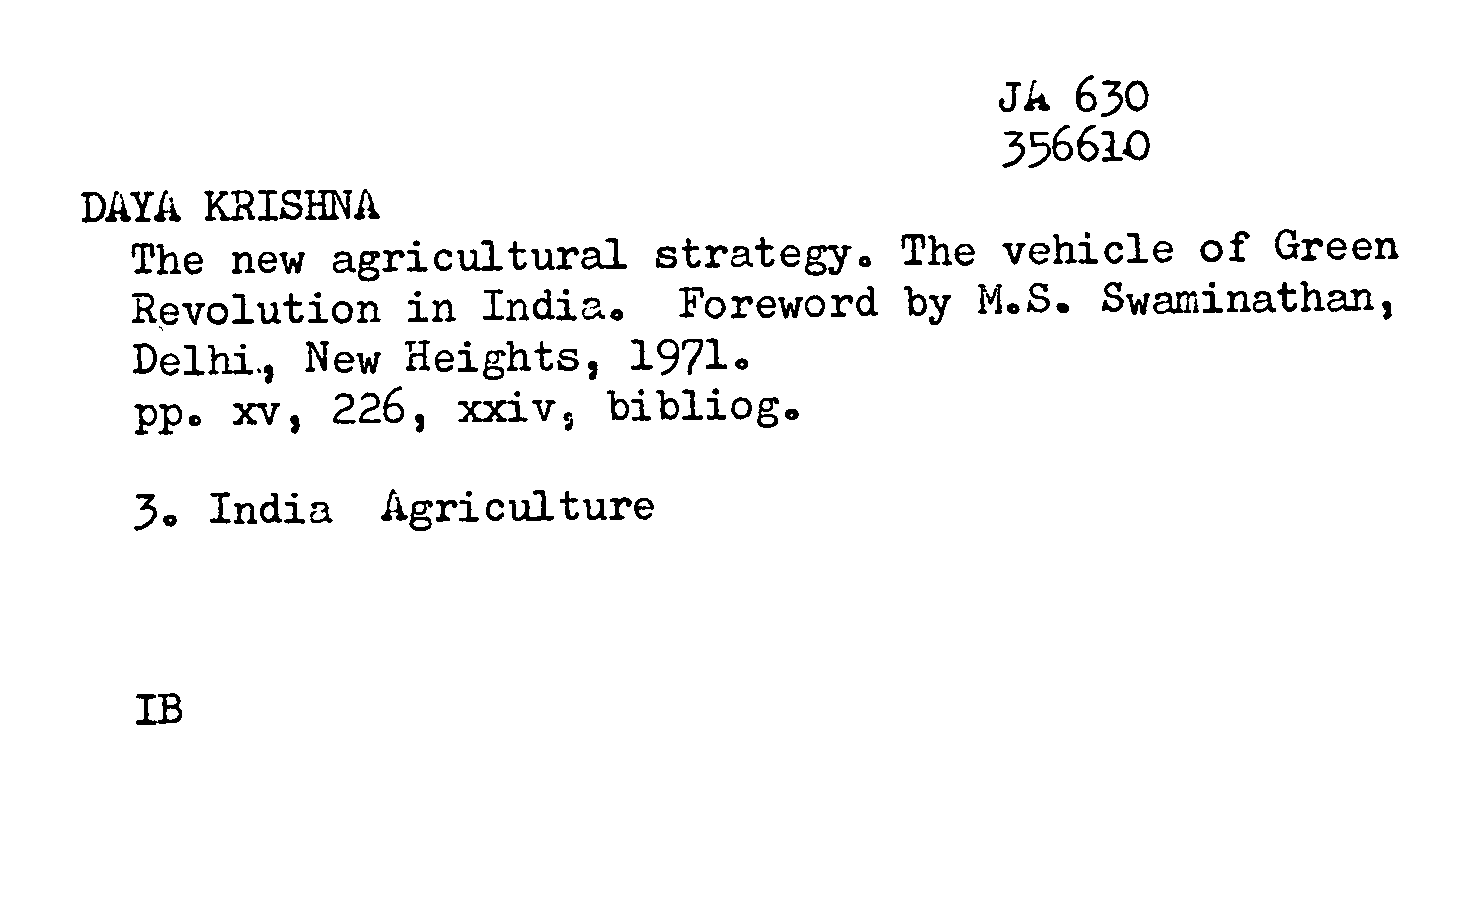 JA 630
356610
DAYA KRISHNA
The new agricultural strategy. The vehicle of Green
Revolution in India. Foreword by M.S. Swaminathan,
Delhi., New Heights, 1971.
pp. xv, 226, xxiv, bibliog.
3. India Agriculture
IB